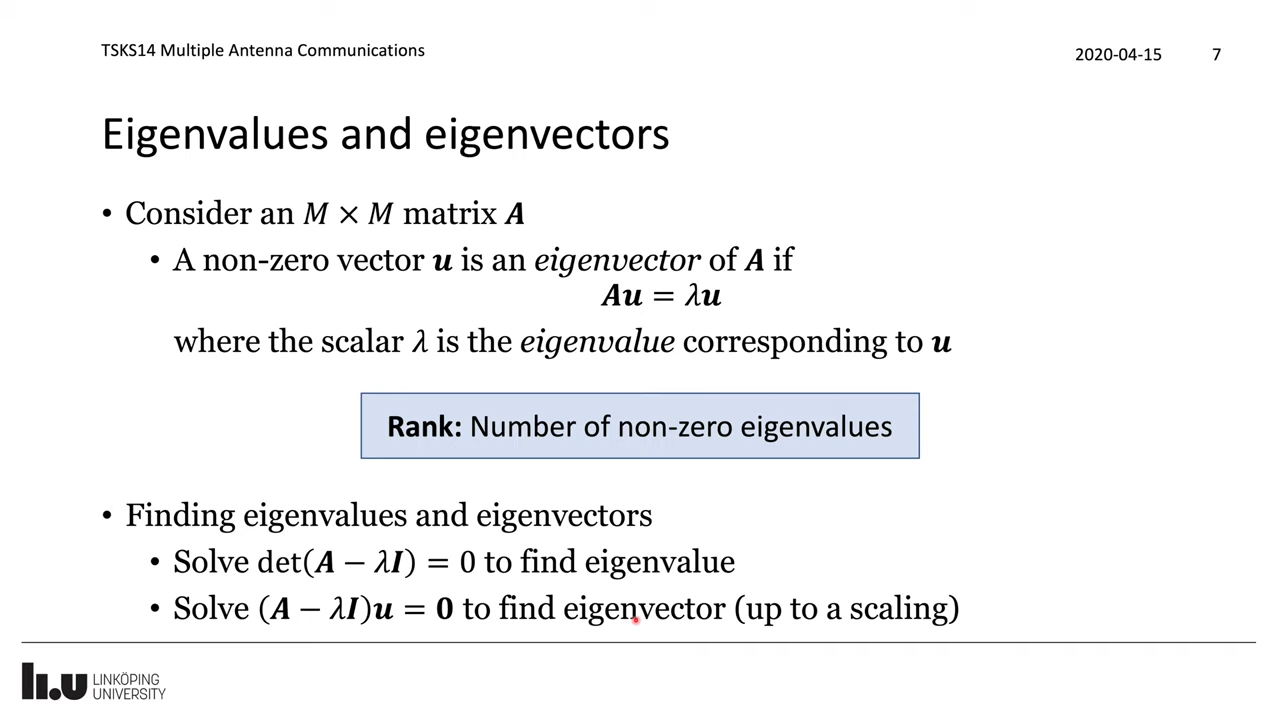 TSKS14 Multiple Antenna Communications
2020-04-15 7
Eigenvalues and eigenvectors
• Consider an M × M matrix A
• A non-zero vector u is an eigenvector of A if
Au = λu
where the scalar λ is the eigenvalue corresponding to u
Rank: Number of non-zero eigenvalues
• Finding eigenvalues and eigenvectors
• Solve det(A − λI) = 0 to find eigenvalue
• Solve (A − λI)u = 0 to find eigenvector (up to a scaling)
li.u LINKÖPING
UNIVERSITY